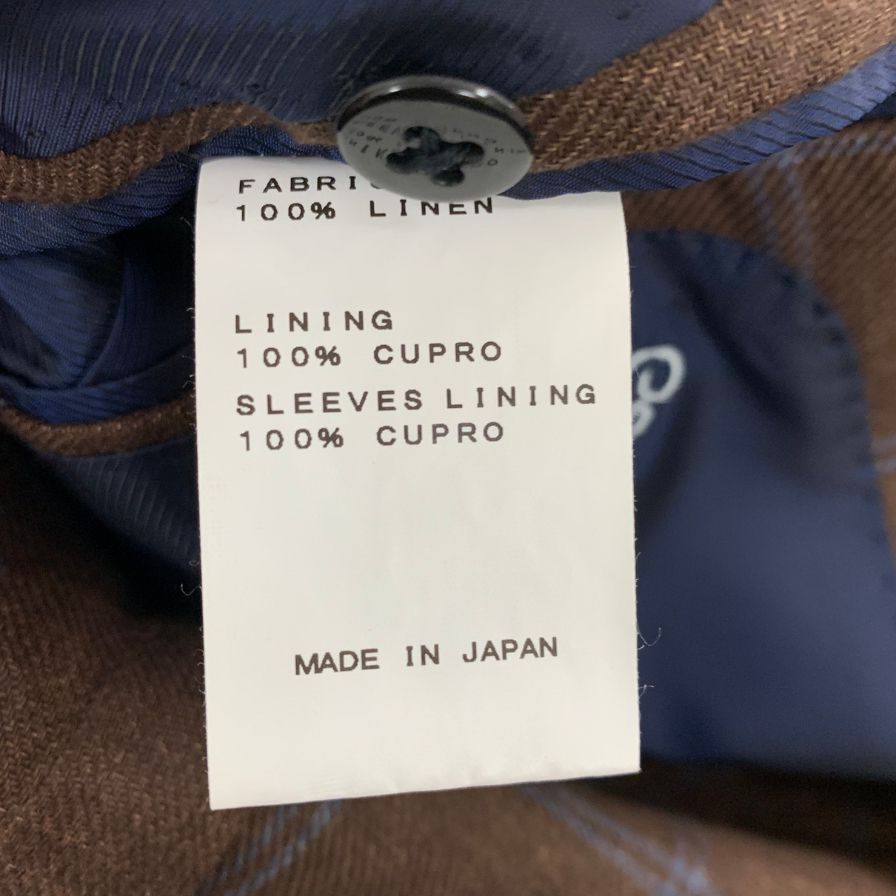 FABRIC
100% LINEN
LINING
100% CUPRO
SLEEVES LINING
100% CUPRO
MADE IN JAPAN